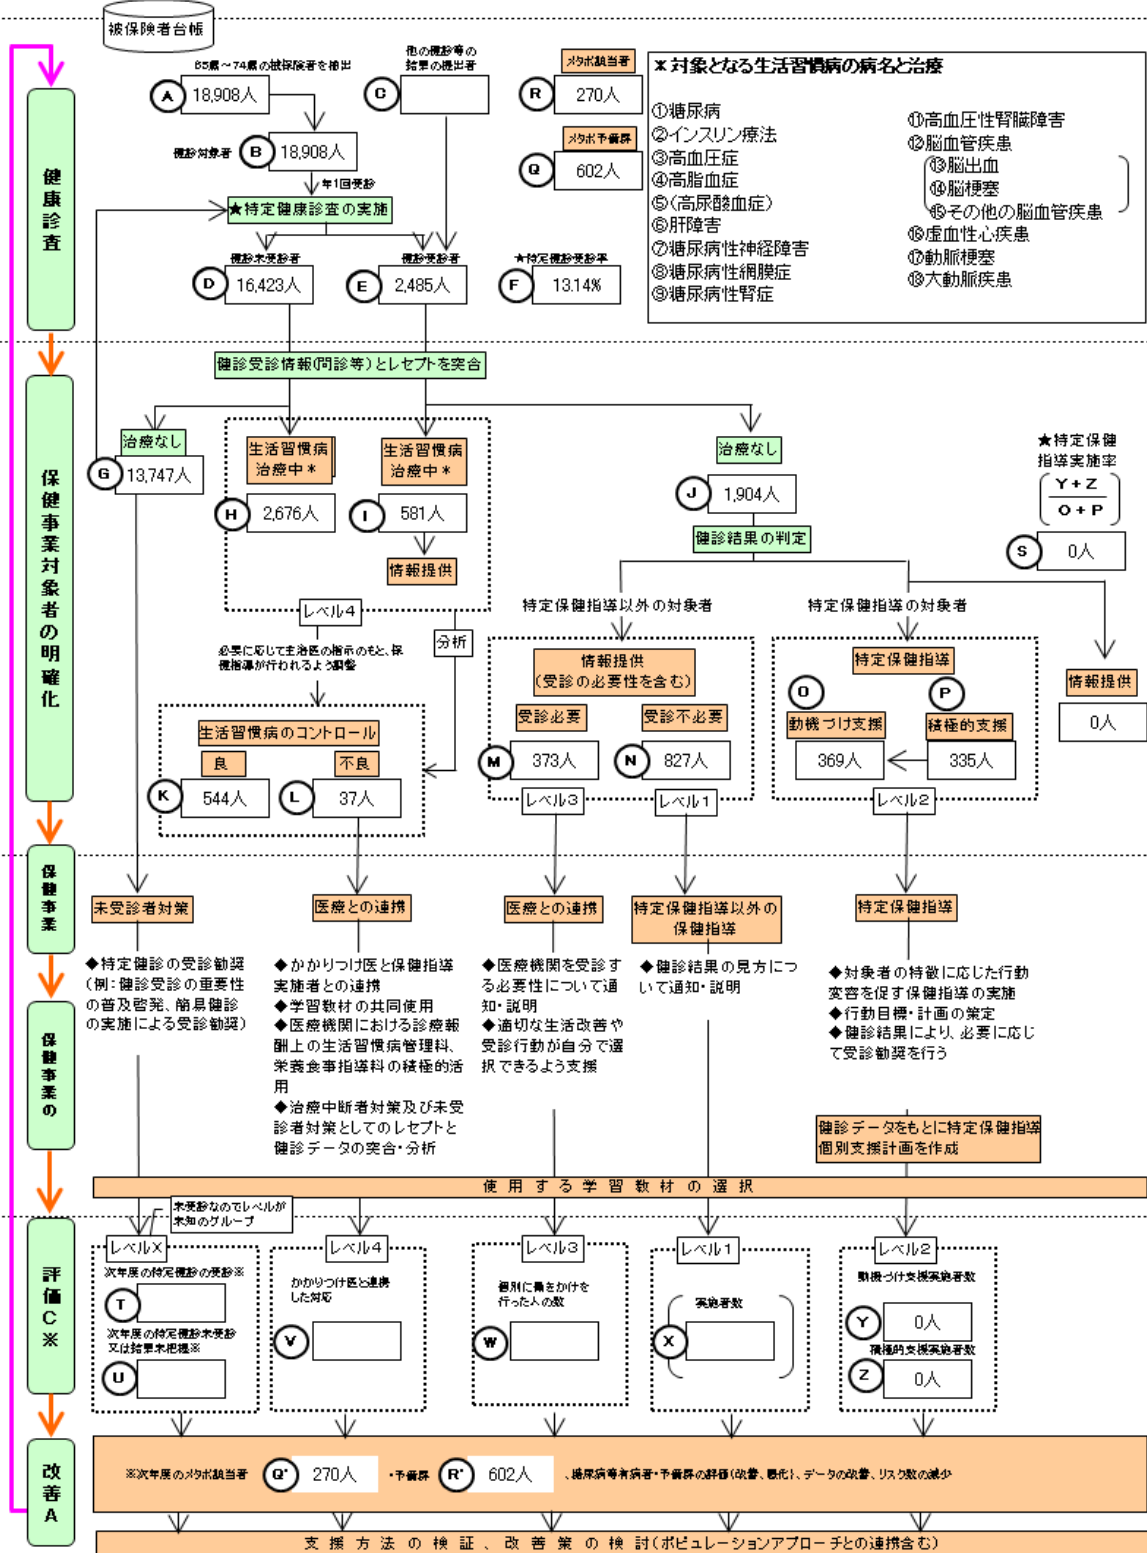 被保険者台帳
65歳～74歳の被保険者を抽出
A 18,908人
他の健診等の
結果の提出者
C
メタボ該当者
R 270人
メタボ予備群
Q 602人
健診対象者 B 18,908人
年1回受診
★特定健康診査の実施
健診未受診者
D 16,423人
健診受診者
E 2,485人
★特定健診受診率
F 13.14%
＊対象となる生活習慣病の病名と治療
①糖尿病
②インスリン療法
③高血圧症
④高脂血症
⑤(高尿酸血症)
⑥肝障害
⑦糖尿病性神経障害
⑧糖尿病性網膜症
⑨糖尿病性腎症
⑪高血圧性腎臓障害
⑫脳血管疾患
⑬脳出血
⑭脳梗塞
⑮その他の脳血管疾患
⑯虚血性心疾患
⑰動脈梗塞
⑱大動脈疾患
健康診査
健診受診情報(問診等)とレセプトを突合
保健事業対象者の明確化
治療なし
G 13,747人
生活習慣病
治療中＊
H 2,676人
生活習慣病
治療中＊
I 581人
情報提供
レベル4
必要に応じて主治医の指示のもと、保
健指導が行われるよう調整
分析
生活習慣病のコントロール
良
K 544人
不良
L 37人
治療なし
J 1,904人
健診結果の判定
★特定保健
指導実施率
Y+Z
O+P
S 0人
特定保健指導以外の対象者
特定保健指導の対象者
情報提供
(受診の必要性を含む)
受診必要
M 373人
レベル3
受診不必要
N 827人
レベル1
特定保健指導
O
動機づけ支援
369人
P
積極的支援
335人
レベル2
情報提供
0人
保健事業
未受診者対策
医療との連携
医療との連携
特定保健指導以外の
保健指導
特定保健指導
保健事業の
◆特定健診の受診勧奨
(例：健診受診の重要性
の普及啓発、簡易健診
の実施による受診勧奨)
◆かかりつけ医と保健指導
実施者との連携
◆学習教材の共同使用
◆医療機関における診療報
酬上の生活習慣病管理料、
栄養食事指導料の積極的活
用
◆治療中断者対策及び未受
診者対策としてのレセプトと
健診データの突合・分析
◆医療機関を受診す
る必要性について通
知・説明
◆適切な生活改善や
受診行動が自分で選
択できるよう支援
◆健診結果の見方につ
いて通知・説明
◆対象者の特徴に応じた行動
変容を促す保健指導の実施
◆行動目標・計画の策定
◆健診結果により、必要に応じ
て受診勧奨を行う
健診データをもとに特定保健指導
個別支援計画を作成
使用する学習教材の選択
未受診なのでレベルが
未知のグループ
評価C※
レベルX
次年度の特定健診の受診※
T
次年度の特定健診未受診
又は結果未把握※
U
レベル4
かかりつけ医と連携
した対応
V
レベル3
個別に働きかけを
行った人の数
W
レベル1
実施者数
X
レベル2
動機づけ支援実施者数
Y 0人
積極的支援実施者数
Z 0人
改善A
※次年度のメタボ該当者 Q' 270人 ・予備群 R' 602人 、糖尿病等有病者・予備群の評価(改善、悪化)、データの改善、リスク数の減少
支援方法の検証、改善策の検討(ポピュレーションアプローチとの連携含む)